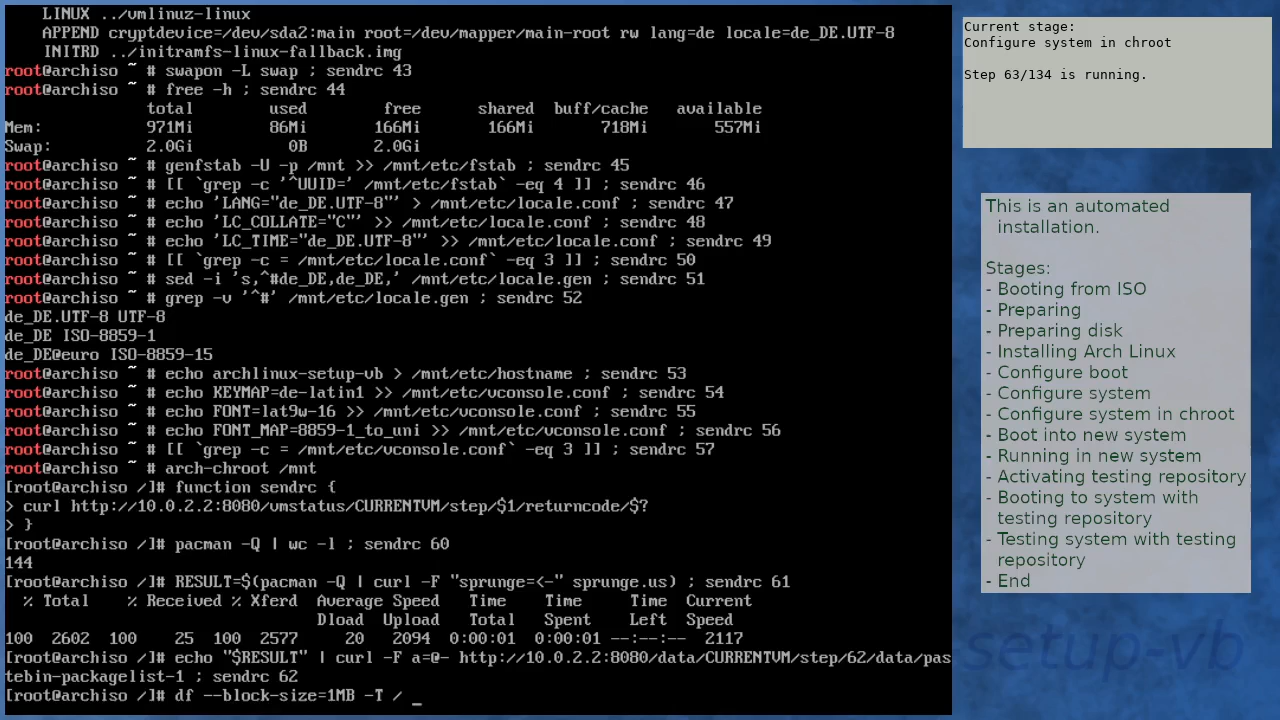 LINUX ../vmlinuz-linux
    APPEND cryptdevice=/dev/sda2:main root=/dev/mapper/main-root rw lang=de locale=de_DE.UTF-8
    INITRD ../initramfs-linux-fallback.img
root@archiso ~ # swapon -L swap ; sendrc 43
root@archiso ~ # free -h ; sendrc 44
               total        used        free      shared  buff/cache   available
Mem:           971Mi        86Mi       166Mi       166Mi       718Mi       557Mi
Swap:          2.0Gi          0B       2.0Gi
root@archiso ~ # genfstab -U -p /mnt >> /mnt/etc/fstab ; sendrc 45
root@archiso ~ # [[ `grep -c '^UUID=' /mnt/etc/fstab` -eq 4 ]] ; sendrc 46
root@archiso ~ # echo 'LANG="de_DE.UTF-8"' > /mnt/etc/locale.conf ; sendrc 47
root@archiso ~ # echo 'LC_COLLATE="C"' >> /mnt/etc/locale.conf ; sendrc 48
root@archiso ~ # echo 'LC_TIME="de_DE.UTF-8"' >> /mnt/etc/locale.conf ; sendrc 49
root@archiso ~ # [[ `grep -c = /mnt/etc/locale.conf` -eq 3 ]] ; sendrc 50
root@archiso ~ # sed -i 's,^#de_DE,de_DE,' /mnt/etc/locale.gen ; sendrc 51
root@archiso ~ # grep -v '^#' /mnt/etc/locale.gen ; sendrc 52
de_DE.UTF-8 UTF-8
de_DE ISO-8859-1
de_DE@euro ISO-8859-15
root@archiso ~ # echo archlinux-setup-vb > /mnt/etc/hostname ; sendrc 53
root@archiso ~ # echo KEYMAP=de-latin1 >> /mnt/etc/vconsole.conf ; sendrc 54
root@archiso ~ # echo FONT=lat9w-16 >> /mnt/etc/vconsole.conf ; sendrc 55
root@archiso ~ # echo FONT_MAP=8859-1_to_uni >> /mnt/etc/vconsole.conf ; sendrc 56
root@archiso ~ # [[ `grep -c = /mnt/etc/vconsole.conf` -eq 3 ]] ; sendrc 57
root@archiso ~ # arch-chroot /mnt
[root@archiso /]# function sendrc {
> curl http://10.0.2.2:8080/vmstatus/CURRENTVM/step/$1/returncode/$?
> }
[root@archiso /]# pacman -Q | wc -l ; sendrc 60
144
[root@archiso /]# RESULT=$(pacman -Q | curl -F "sprunge=<-" sprunge.us) ; sendrc 61
  % Total    % Received % Xferd  Average Speed   Time    Time     Time  Current
                                 Dload  Upload   Total   Spent    Left  Speed
100  2602  100    25  100  2577     20   2094  0:00:01  0:00:01 --:--:--  2117
[root@archiso /]# echo "$RESULT" | curl -F a=@- http://10.0.2.2:8080/data/CURRENTVM/step/62/data/pas
tebin-packagelist-1 ; sendrc 62
[root@archiso /]# df --block-size=1MB -T / _
Current stage:
Configure system in chroot
Step 63/134 is running.
This is an automated
installation.
Stages:
- Booting from ISO
- Preparing
- Preparing disk
- Installing Arch Linux
- Configure boot
- Configure system
- Configure system in chroot
- Boot into new system
- Running in new system
- Activating testing repository
- Booting to system with
testing repository
- Testing system with testing
repository
- End
setup-vb